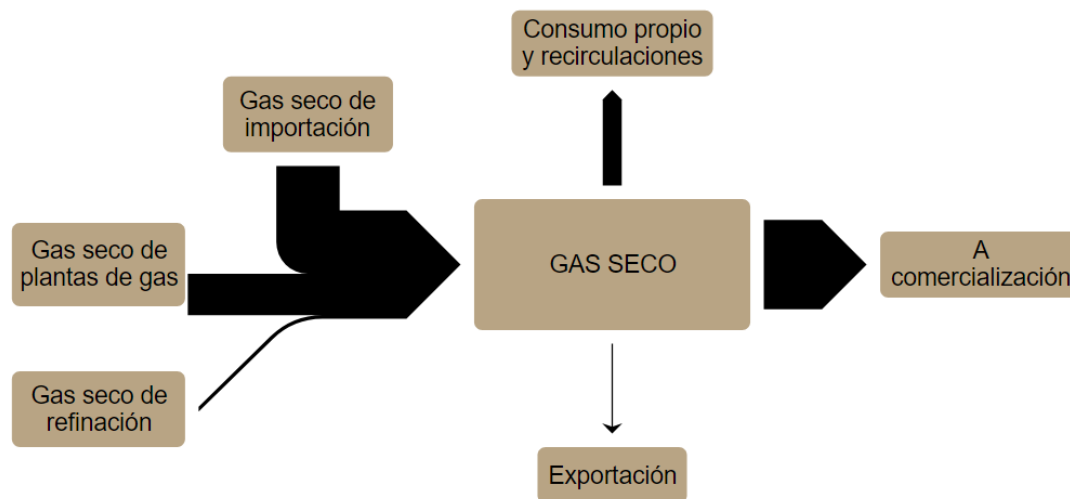 Consumo propio
y recirculaciones
Gas seco de
importación
Gas seco de
plantas de gas
GAS SECO
A
comercialización
Gas seco de
refinación
Exportación